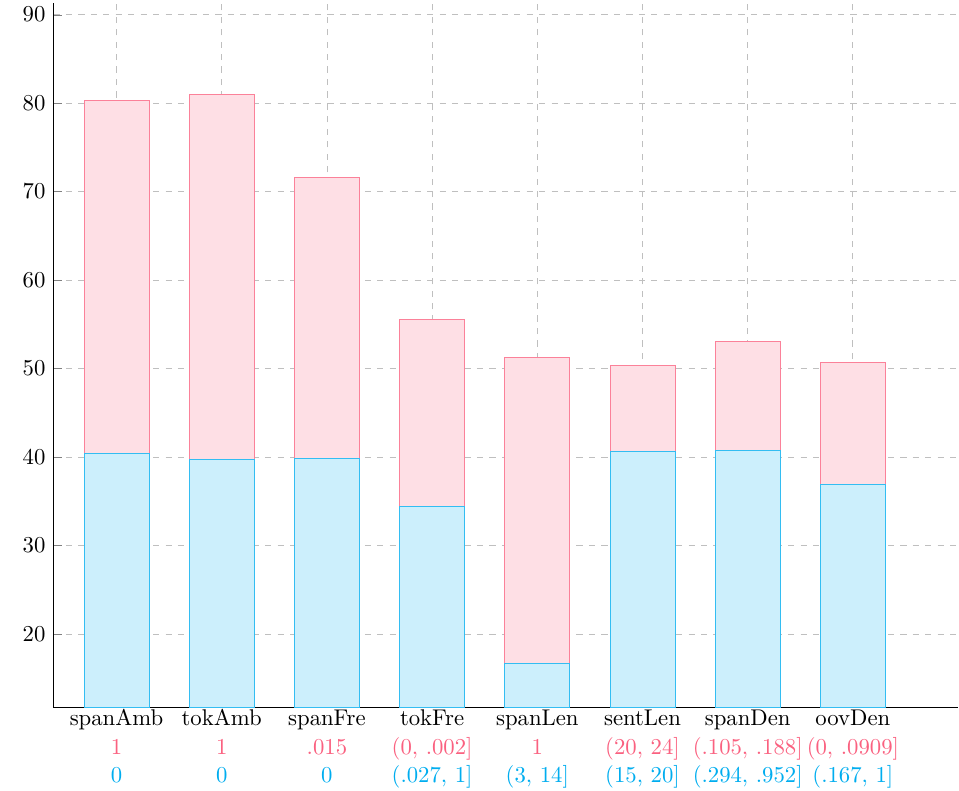 90
80
70
60
50
40
30
20
spanAmb tokAmb spanFre tokFre spanLen sentLen spanDen oovDen
1 1 .015 (0, .002] 1 (20, 24] (.105, .188] (0, .0909]
0 0 0 (.027, 1] (3, 14] (15, 20] (.294, .952] (.167, 1]